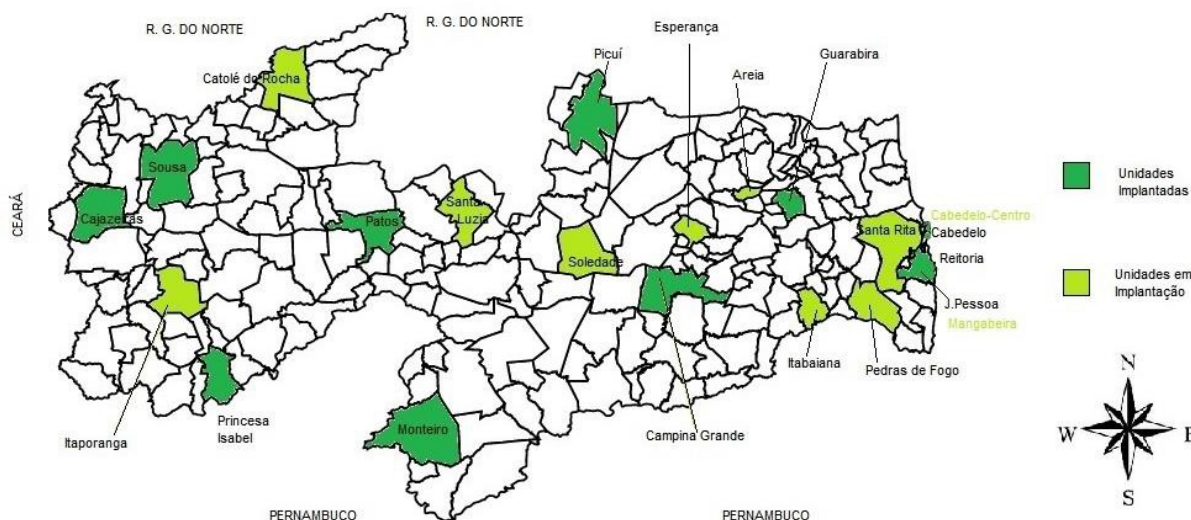 R. G. DO NORTE
R. G. DO NORTE
Esperança
Picuí
Guarabira
Areia
Catolé do Rocha
Sousa
Cajazeiras
CEARÁ
Patos
Santa
Luzia
Soledade
Santa Rita
Cabedelo-Centro
Cabedelo
Reitoria
Pessoa
Mangabeira
Itabaiana
Pedras de Fogo
Campina Grande
Monteiro
Princesa
Isabel
Itaporanga
PERNAMBUCO
PERNAMBUCO
Unidades
Implantadas
Unidades em
Implantação
N
W
E
S